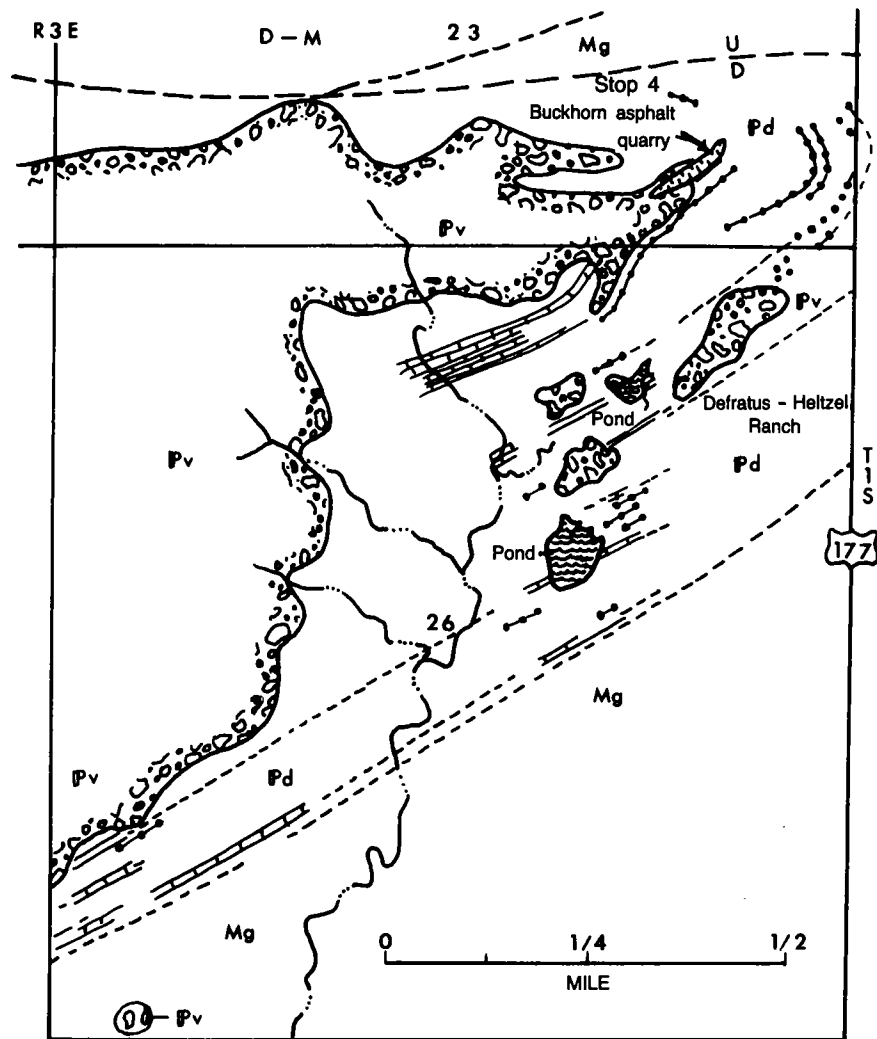 R3E
D – M
23
Mg
U
D
Stop 4
Buckhorn asphalt
quarry
ℙd
ℙv
ℙv
Pond
Defratus - Heltzel
Ranch
ℙv
ℙd
T
1
S
177
Pond
26
Mg
ℙv
ℙd
Mg
0 1/4 1/2
MILE
ℙv